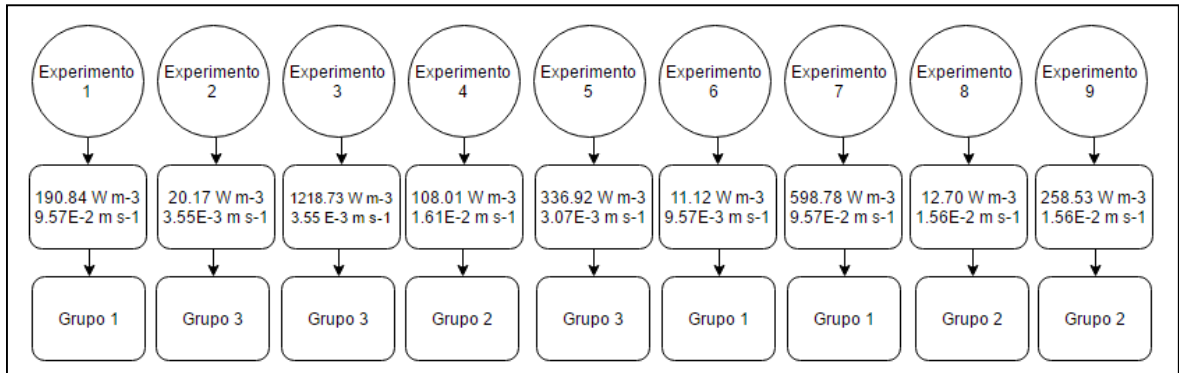 Experimento
1
Experimento
2
Experimento
3
Experimento
4
Experimento
5
Experimento
6
Experimento
7
Experimento
8
Experimento
9
190.84 W m-3
9.57E-2 m s-1
20.17 W m-3
3.55E-3 m s-1
1218.73 W m-3
3.55 E-3 m s-1
108.01 W m-3
1.61E-2 m s-1
336.92 W m-3
3.07E-3 m s-1
11.12 W m-3
9.57E-3 m s-1
598.78 W m-3
9.57E-2 m s-1
12.70 W m-3
1.56E-2 m s-1
258.53 W m-3
1.56E-2 m s-1
Grupo 1
Grupo 3
Grupo 3
Grupo 2
Grupo 3
Grupo 1
Grupo 1
Grupo 2
Grupo 2